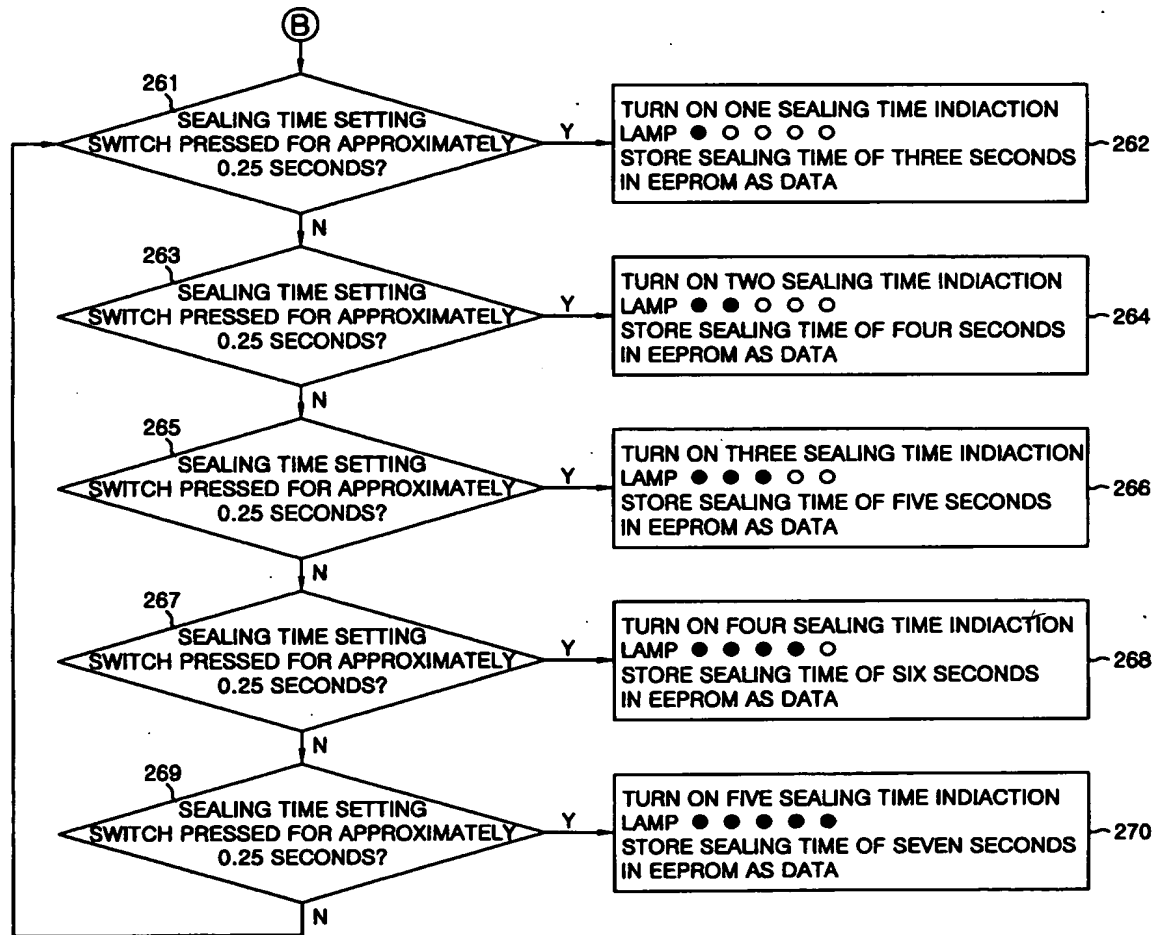 B
261
SEALING TIME SETTING
SWITCH PRESSED FOR APPROXIMATELY
0.25 SECONDS?
Y
TURN ON ONE SEALING TIME INDIACTION
LAMP ● ○ ○ ○ ○
STORE SEALING TIME OF THREE SECONDS
IN EEPROM AS DATA
262
N
263
SEALING TIME SETTING
SWITCH PRESSED FOR APPROXIMATELY
0.25 SECONDS?
Y
TURN ON TWO SEALING TIME INDIACTION
LAMP ● ● ○ ○ ○
STORE SEALING TIME OF FOUR SECONDS
IN EEPROM AS DATA
264
N
265
SEALING TIME SETTING
SWITCH PRESSED FOR APPROXIMATELY
0.25 SECONDS?
Y
TURN ON THREE SEALING TIME INDIACTION
LAMP ● ● ● ○ ○
STORE SEALING TIME OF FIVE SECONDS
IN EEPROM AS DATA
266
N
267
SEALING TIME SETTING
SWITCH PRESSED FOR APPROXIMATELY
0.25 SECONDS?
Y
TURN ON FOUR SEALING TIME INDIACTION
LAMP ● ● ● ● ○
STORE SEALING TIME OF SIX SECONDS
IN EEPROM AS DATA
268
N
269
SEALING TIME SETTING
SWITCH PRESSED FOR APPROXIMATELY
0.25 SECONDS?
Y
TURN ON FIVE SEALING TIME INDIACTION
LAMP ● ● ● ● ●
STORE SEALING TIME OF SEVEN SECONDS
IN EEPROM AS DATA
270
N